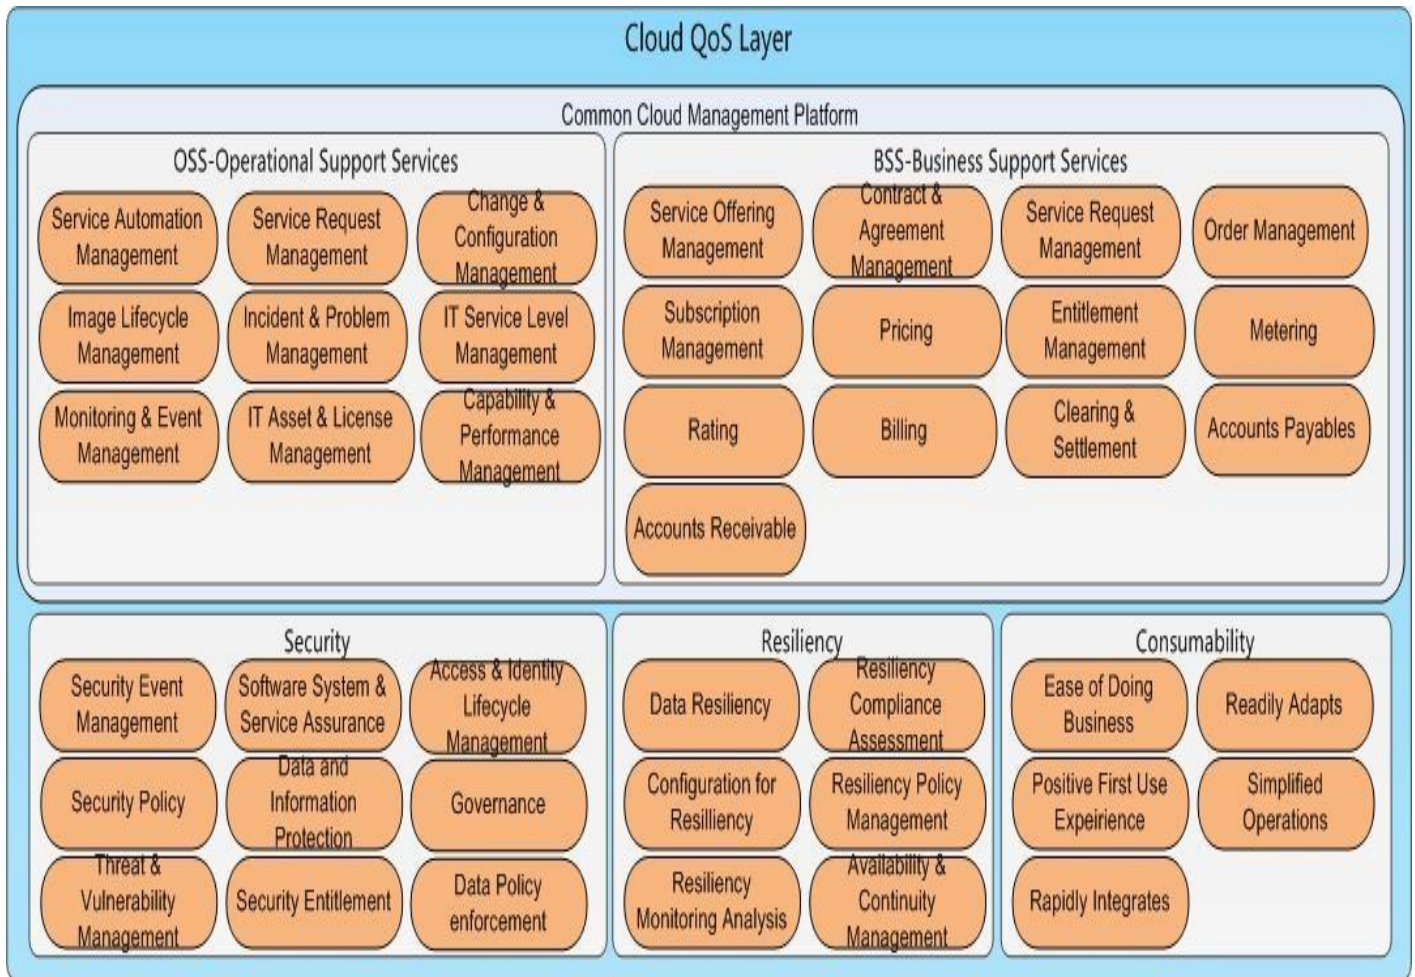 Cloud QoS Layer
Common Cloud Management Platform
OSS-Operational Support Services
Service Automation
Management
Service Request
Management
Change &
Configuration
Management
Image Lifecycle
Management
Incident & Problem
Management
IT Service Level
Management
Monitoring & Event
Management
IT Asset & License
Management
Capability &
Performance
Management
BSS-Business Support Services
Service Offering
Management
Contract &
Agreement
Management
Service Request
Management
Order Management
Subscription
Management
Pricing
Entitlement
Management
Metering
Rating
Billing
Clearing &
Settlement
Accounts Payables
Accounts Receivable
Security
Security Event
Management
Software System &
Service Assurance
Access & Identity
Lifecycle
Management
Security Policy
Data and
Information
Protection
Governance
Threat &
Vulnerability
Management
Security Entitlement
Data Policy
enforcement
Resiliency
Data Resiliency
Resiliency
Compliance
Assessment
Configuration for
Resilliency
Resiliency Policy
Management
Resiliency
Monitoring Analysis
Availability &
Continuity
Management
Consumability
Ease of Doing
Business
Readily Adapts
Positive First Use
Expeirience
Simplified
Operations
Rapidly Integrates